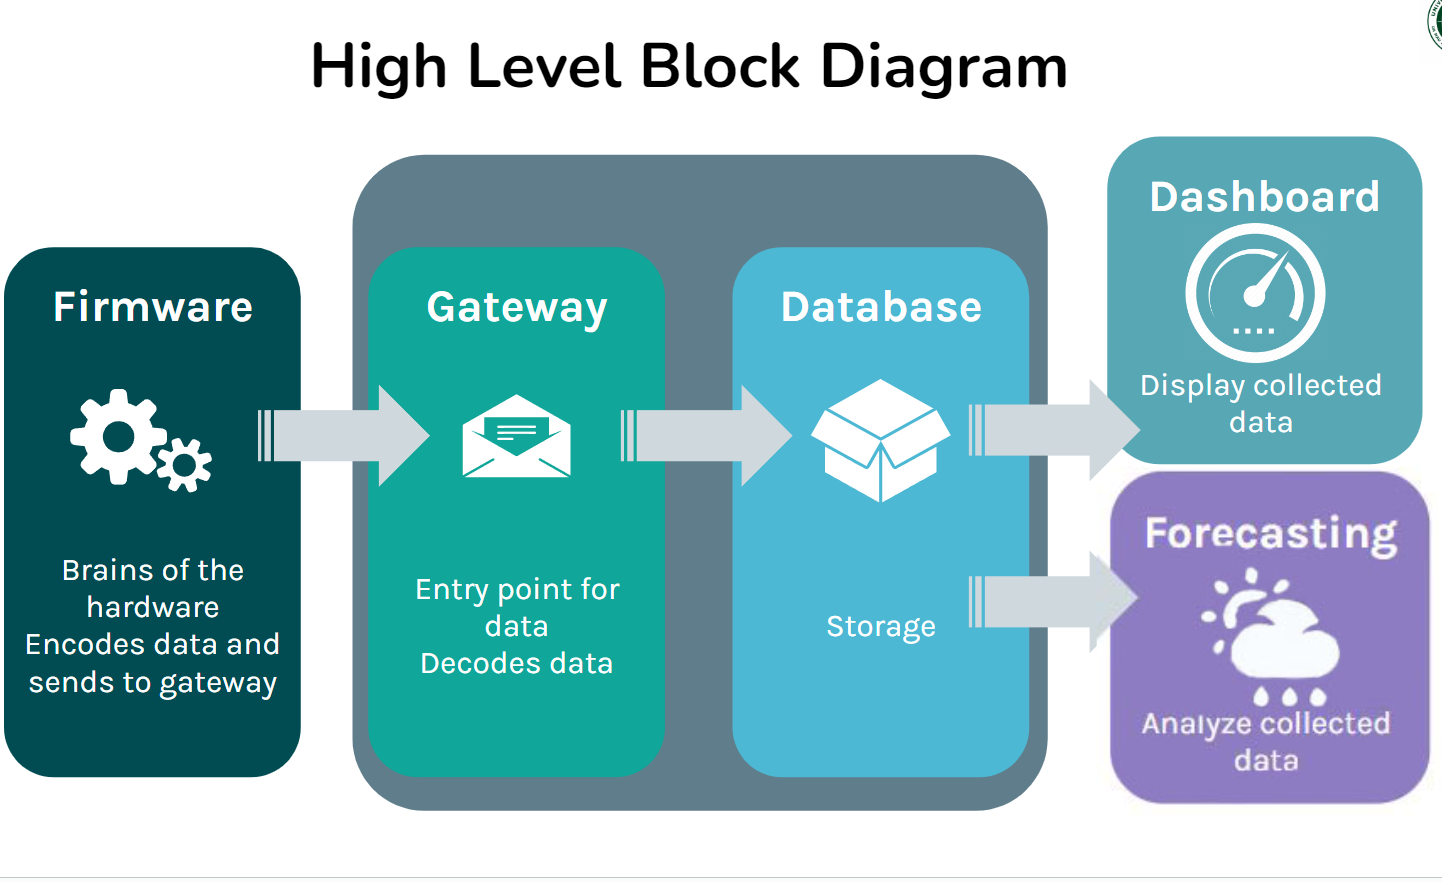 High Level Block Diagram
Firmware
Brains of the
hardware
Encodes data and
sends to gateway
Gateway
Entry point for
data
Decodes data
Database
Storage
Dashboard
Display collected
data
Forecasting
Analyze collected
data